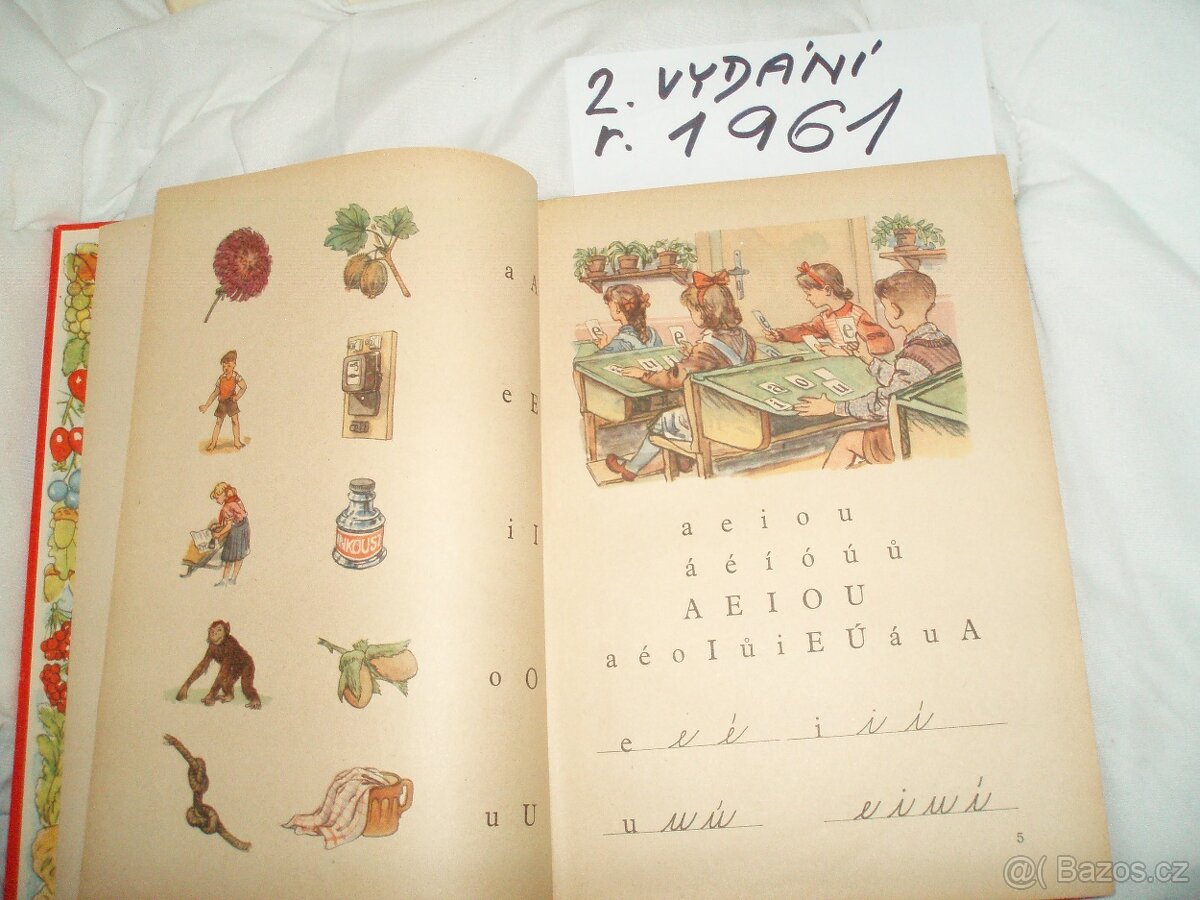 2. VYDÁNÍ
r. 1961
a A
e E
i I
INKOUST
o O
u U
e
u e
e
i a o u
a e i o u
á é í ó ú ů
A E I O U
a é o I ů i E Ú á u A
e e é i i í
u u ú e i u í
5
@( Bazos.cz